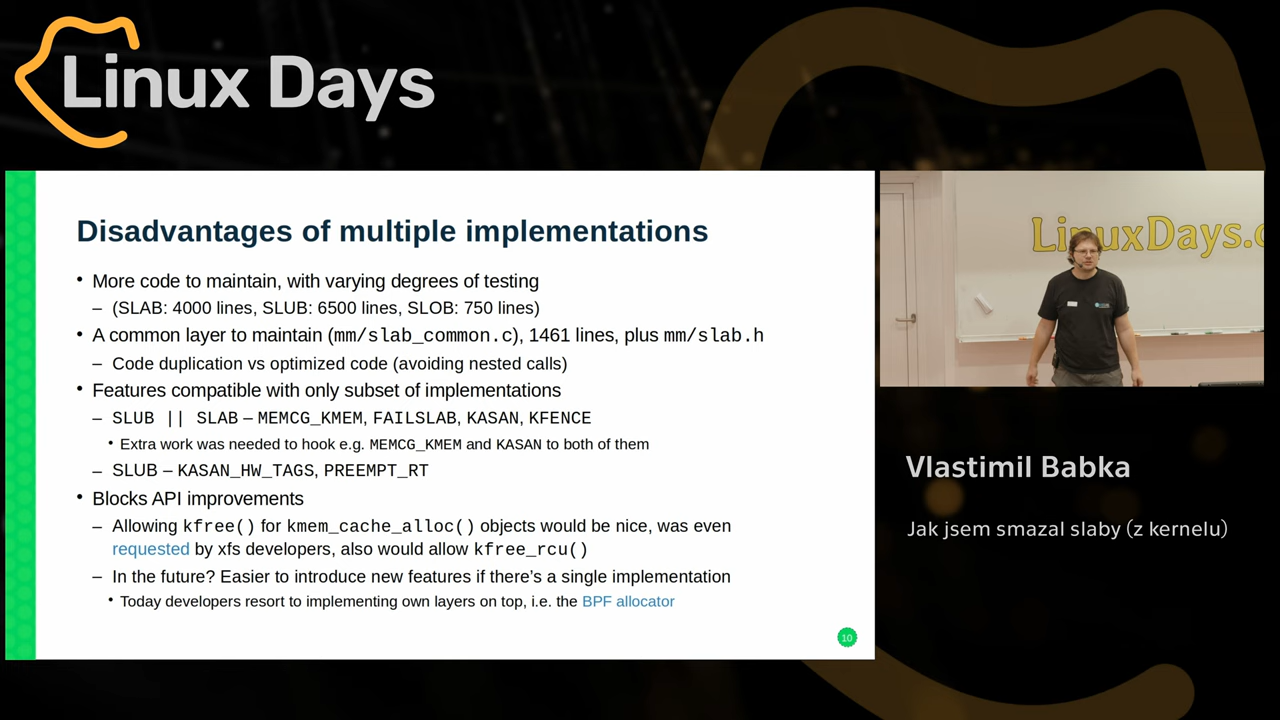 Linux Days
Disadvantages of multiple implementations
• More code to maintain, with varying degrees of testing
– (SLAB: 4000 lines, SLUB: 6500 lines, SLOB: 750 lines)
• A common layer to maintain (mm/slab_common.c), 1461 lines, plus mm/slab.h
– Code duplication vs optimized code (avoiding nested calls)
• Features compatible with only subset of implementations
– SLUB || SLAB – MEMCG_KMEM, FAILSLAB, KASAN, KFENCE
• Extra work was needed to hook e.g. MEMCG_KMEM and KASAN to both of them
– SLUB – KASAN_HW_TAGS, PREEMPT_RT
• Blocks API improvements
– Allowing kfree() for kmem_cache_alloc() objects would be nice, was even
requested by xfs developers, also would allow kfree_rcu()
– In the future? Easier to introduce new features if there's a single implementation
• Today developers resort to implementing own layers on top, i.e. the BPF allocator
10
LinuxDays.c
Vlastimil Babka
Jak jsem smazal slaby (z kernelu)